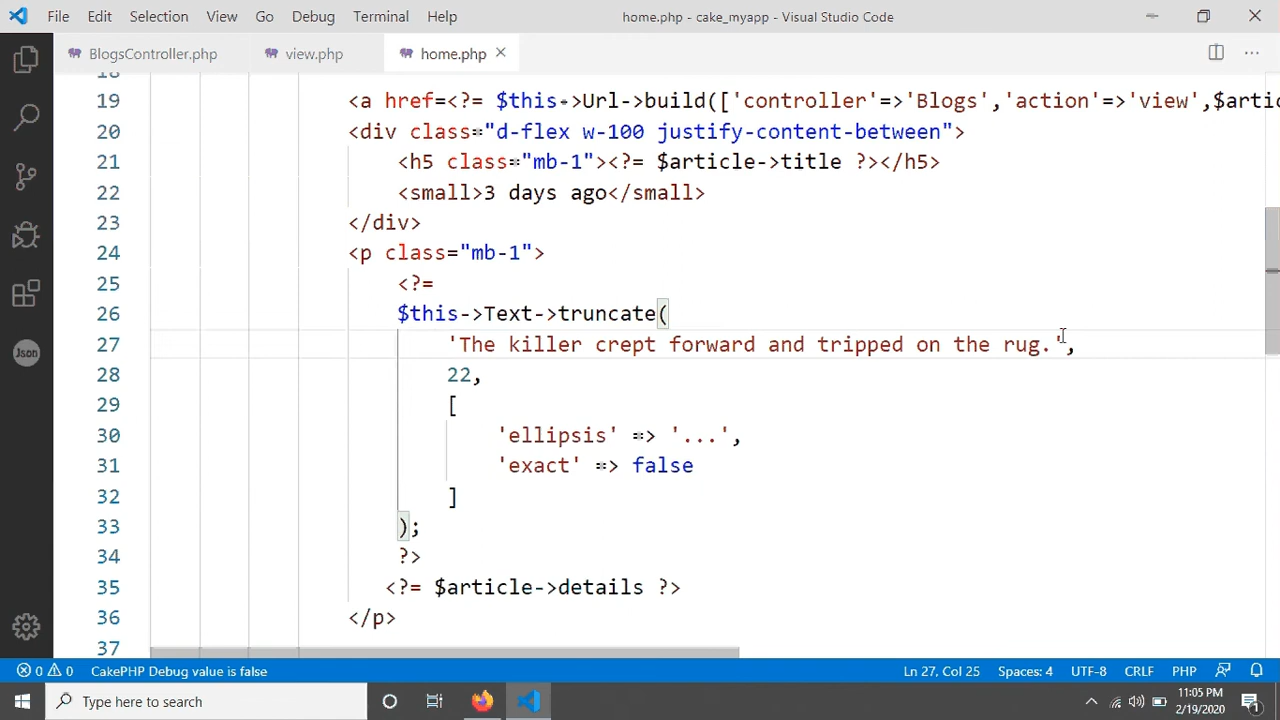 File Edit Selection View Go Debug Terminal Help home.php - cake_myapp - Visual Studio Code
BlogsController.php view.php home.php
19 <a href=<?= $this->Url->build(['controller'=>'Blogs','action'=>'view',$artic
20 <div class="d-flex w-100 justify-content-between">
21 <h5 class="mb-1"><?= $article->title ?></h5>
22 <small>3 days ago</small>
23 </div>
24 <p class="mb-1">
25 <?=
26 $this->Text->truncate(
27 'The killer crept forward and tripped on the rug.',
28 22,
29 [
30 'ellipsis' => '...',
31 'exact' => false
32 ]
33 );
34 ?>
35 <?= $article->details ?>
36 </p>
37
Json
0 0 CakePHP Debug value is false Ln 27, Col 25 Spaces: 4 UTF-8 CRLF PHP
Type here to search
11:05 PM
2/19/2020
1